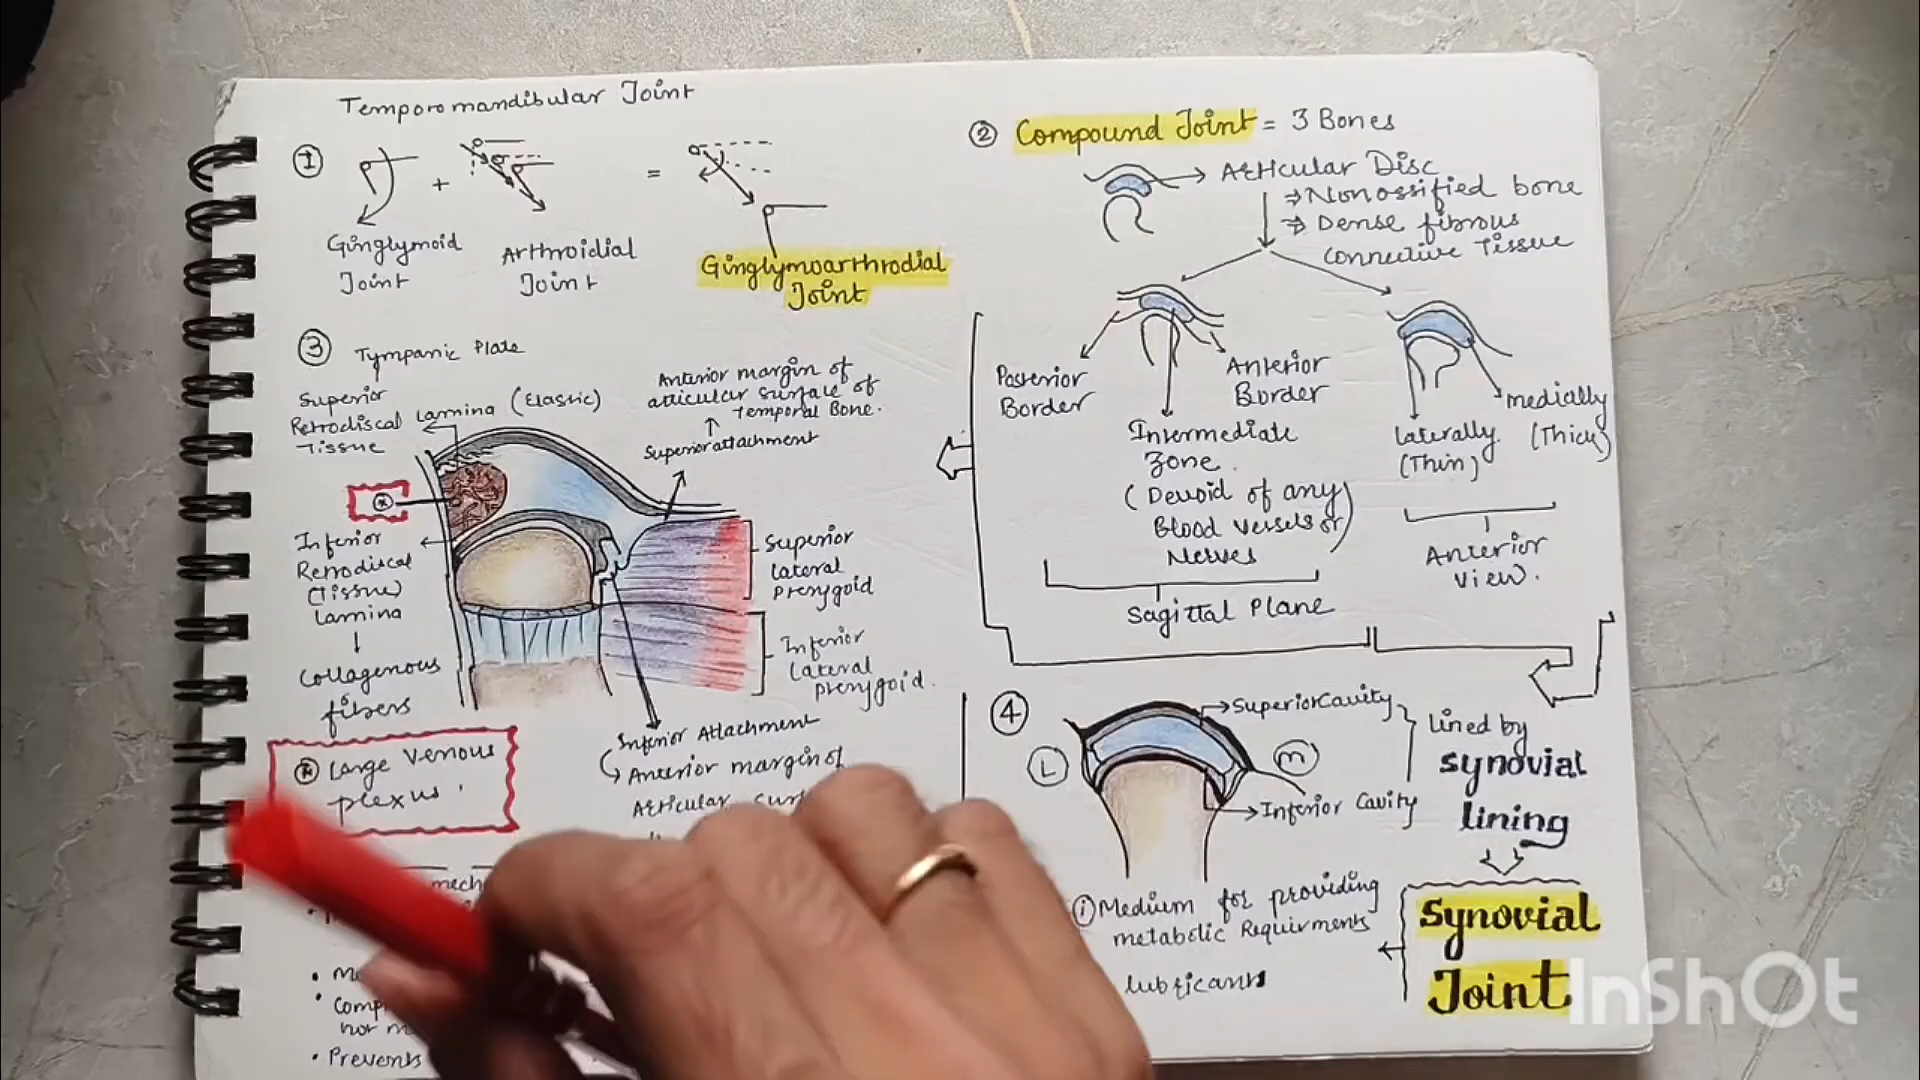 Temporomandibular Joint
①
+
=
Ginglymoid
Joint
Arthroidial
Joint
Ginglymoarthrodial
Joint
② Compound Joint = 3 Bones
Articular Disc
⇒ Nonossified bone
⇒ Dense fibrous
connective Tissue
Posterior
Border
Intermediate
Zone
(Devoid of any
Blood vessels or)
Nerves
Anterior
Border
Sagittal Plane
laterally
(Thin)
medially
(Thick)
Anterior
view.
③
Tympanic Plate
Superior
Retrodiscal Lamina (Elastic)
Tissue
Anterior margin of
articular surface of
Temporal Bone.
Superior attachment
Inferior
Retrodiscal
(Tissue)
Lamina
Collagenous
fibers
Superior
lateral
pterygoid
Inferior
Lateral
pterygoid.
Large venous
plexus
Inferior Attachment
Anterior margin of
Articular
mech
nor
• Prevents
④
L
M
Superior Cavity
Inferior Cavity
lined by
synovial
lining
Synovial
Joint
ⓘ Medium for providing
metabolic Requirments
lubricants
InShOt